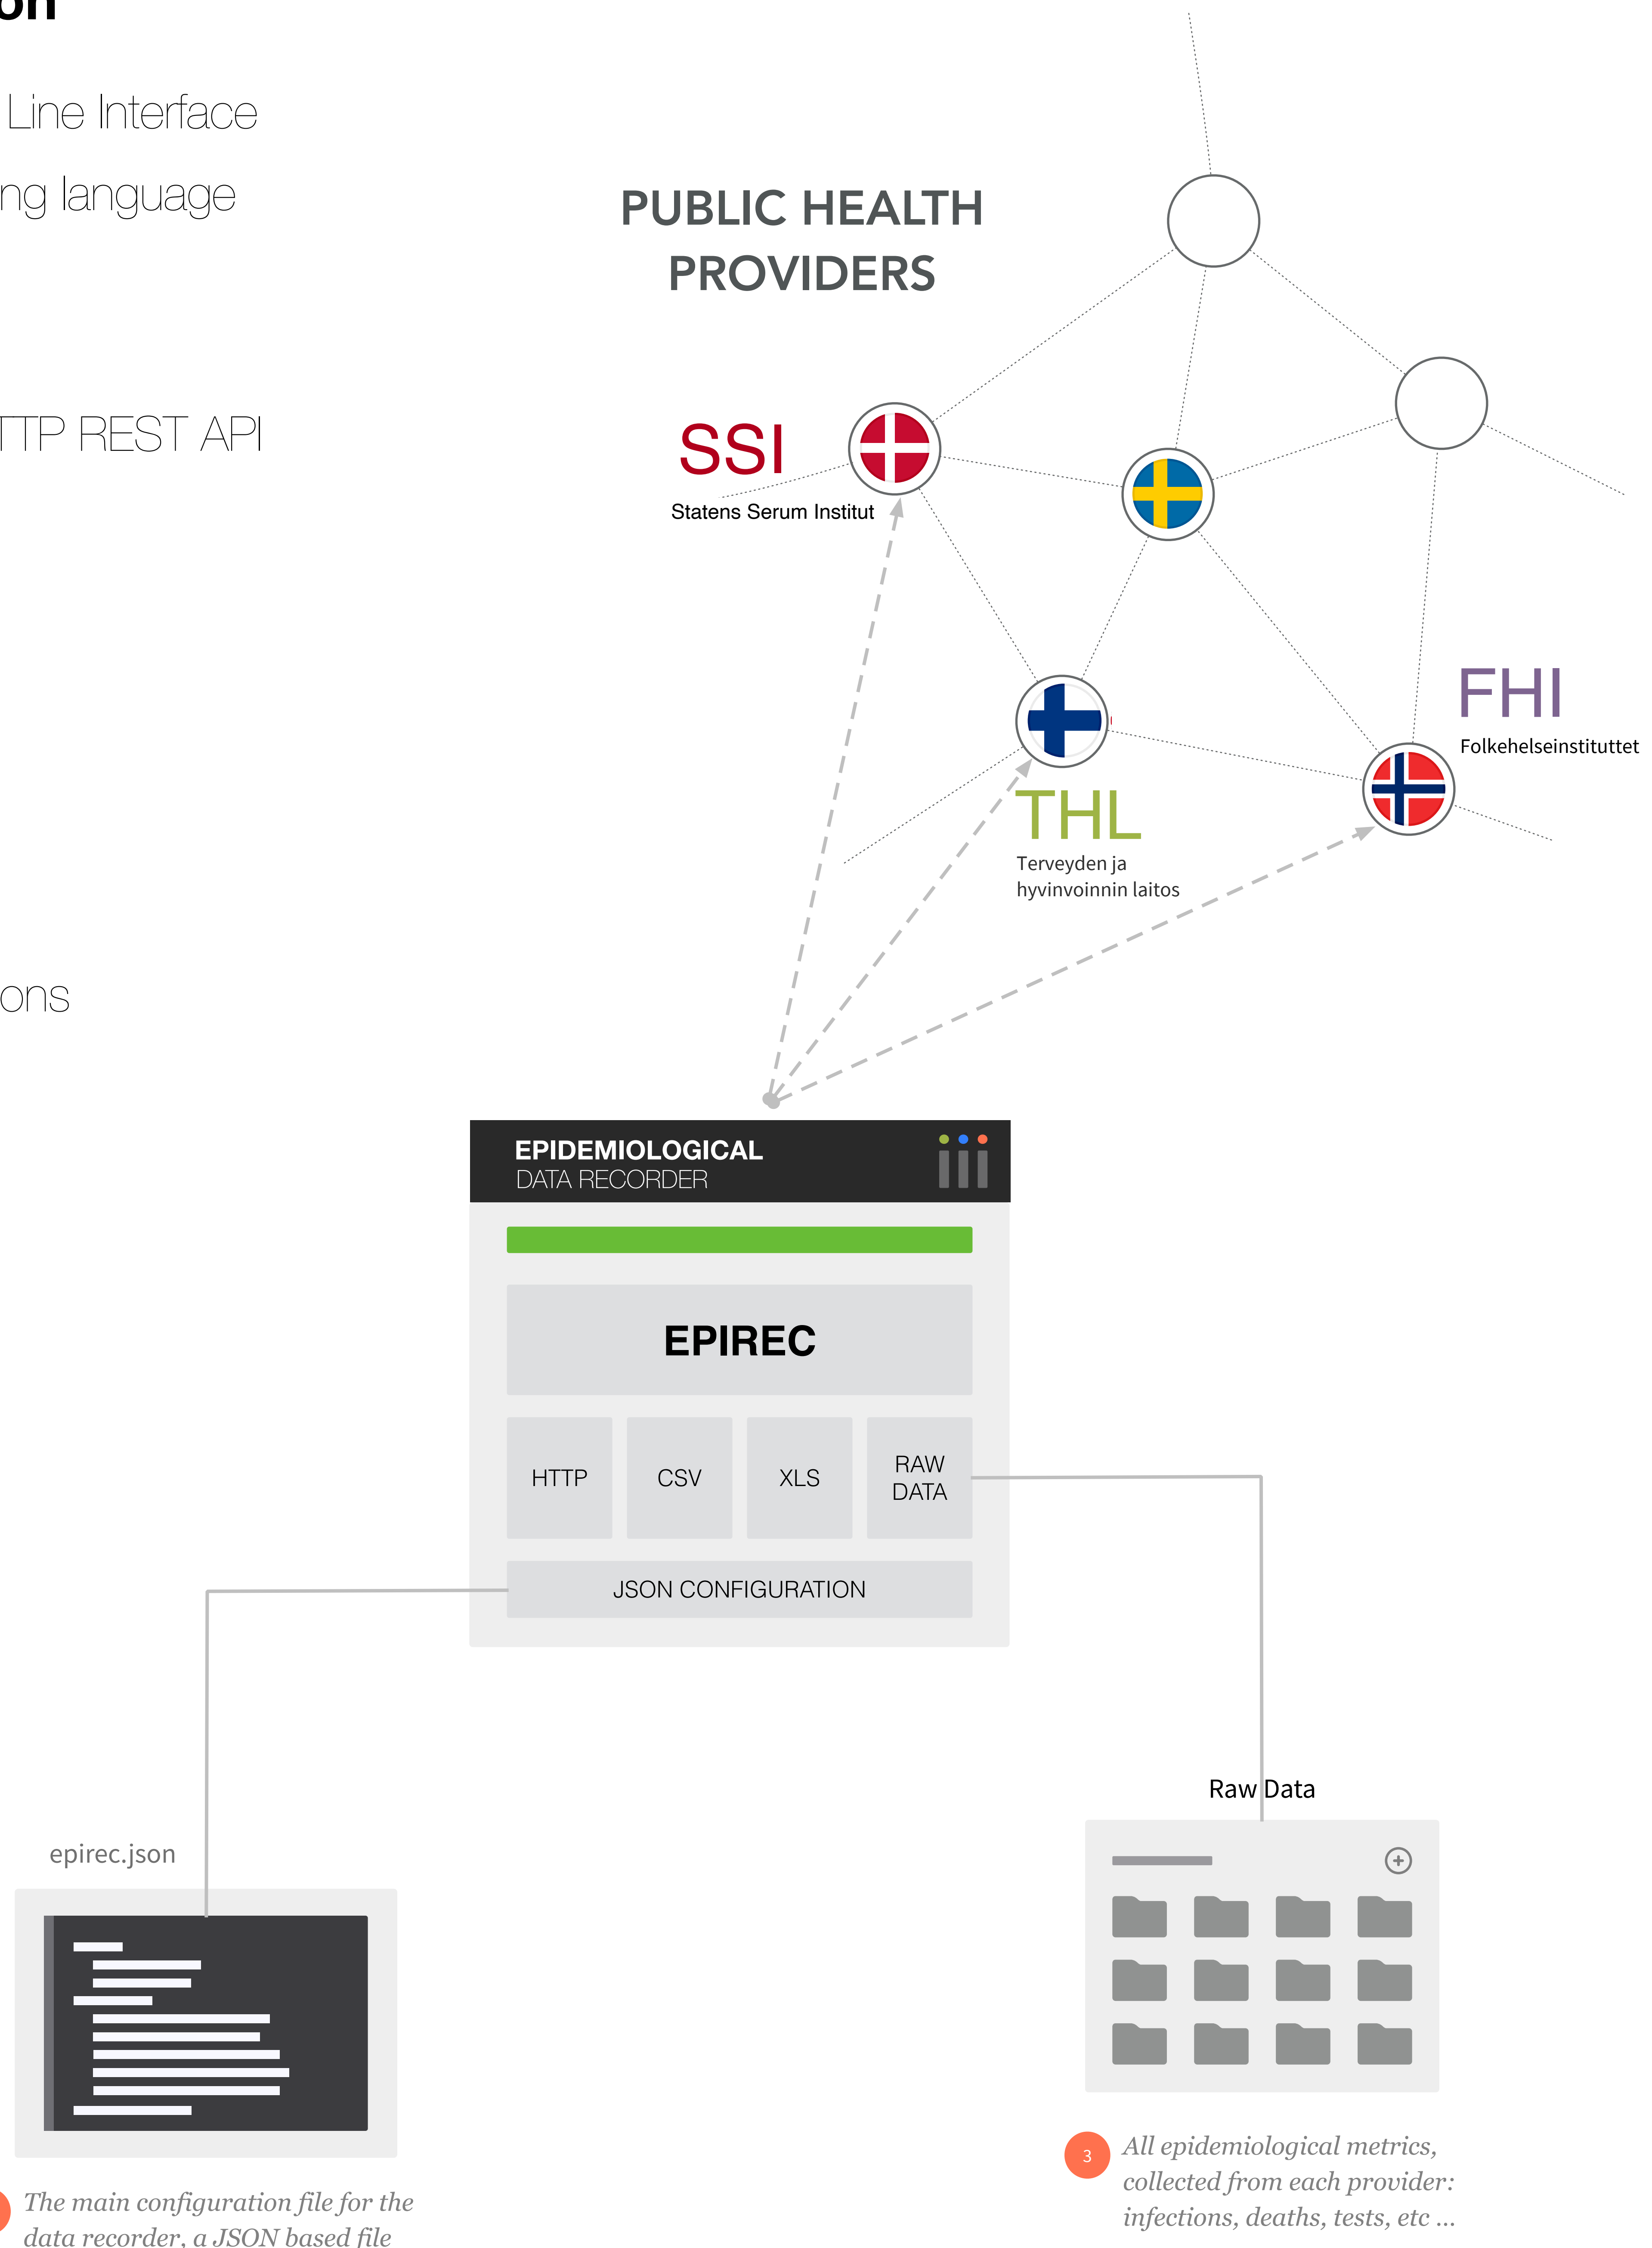 on
Line Interface
ng language
TTP REST API
ons
PUBLIC HEALTH
PROVIDERS
SSI
Statens Serum Institut
FHI
Folkehelseinstituttet
THL
Terveyden ja
hyvinvoinnin laitos
EPIDEMIOLOGICAL
DATA RECORDER
EPIREC
HTTP
CSV
XLS
RAW
DATA
JSON CONFIGURATION
Raw Data
epirec.json
3
All epidemiological metrics,
collected from each provider:
infections, deaths, tests, etc ...
The main configuration file for the
data recorder, a JSON based file